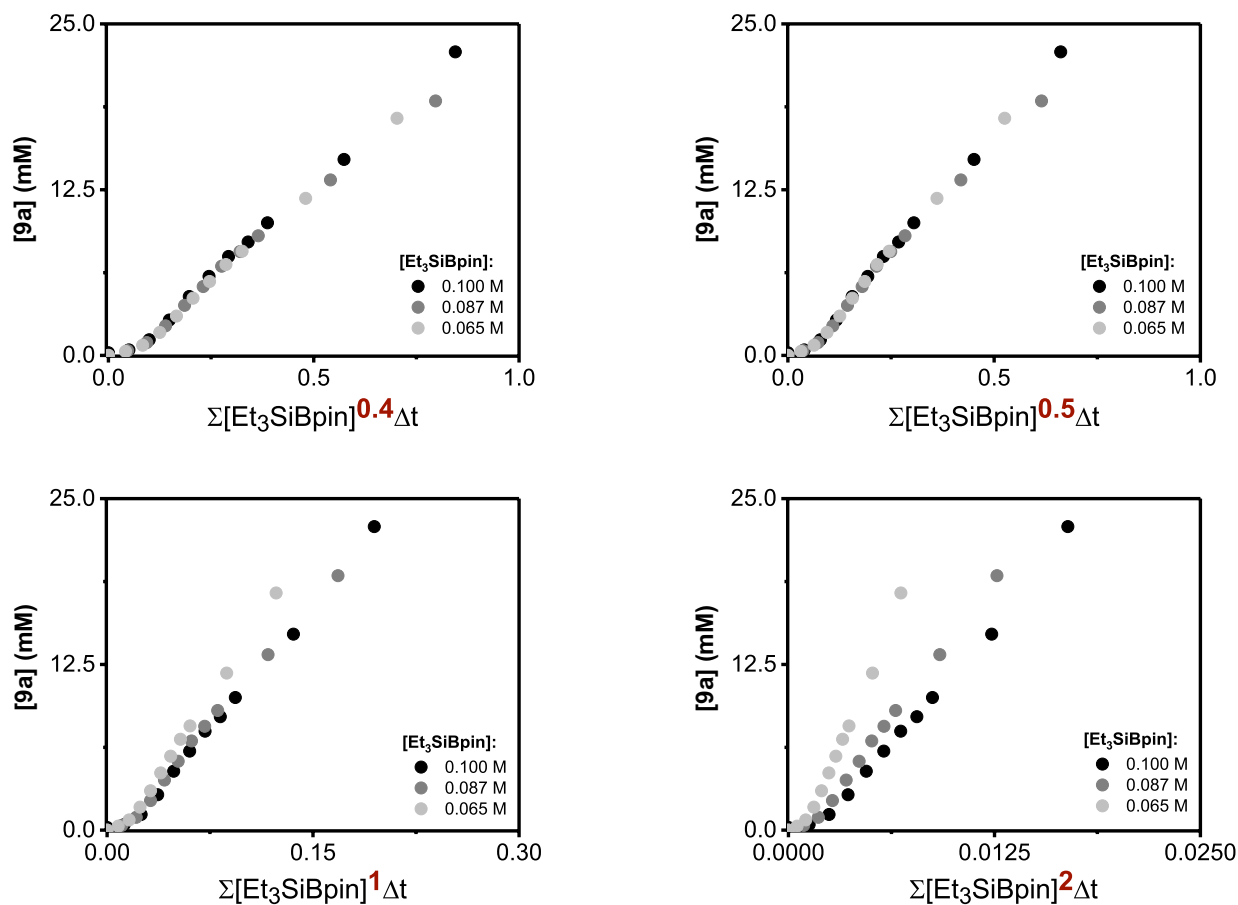 25.0
12.5
0.0
[9a] (mM)
[Et₃SiBpin]:
0.100 M
0.087 M
0.065 M
0.0 0.5 1.0
Σ[Et₃SiBpin]⁰·⁴Δt
25.0
12.5
0.0
[9a] (mM)
[Et₃SiBpin]:
0.100 M
0.087 M
0.065 M
0.0 0.5 1.0
Σ[Et₃SiBpin]⁰·⁵Δt
25.0
12.5
0.0
[9a] (mM)
[Et₃SiBpin]:
0.100 M
0.087 M
0.065 M
0.00 0.15 0.30
Σ[Et₃SiBpin]¹Δt
25.0
12.5
0.0
[9a] (mM)
[Et₃SiBpin]:
0.100 M
0.087 M
0.065 M
0.0000 0.0125 0.0250
Σ[Et₃SiBpin]²Δt